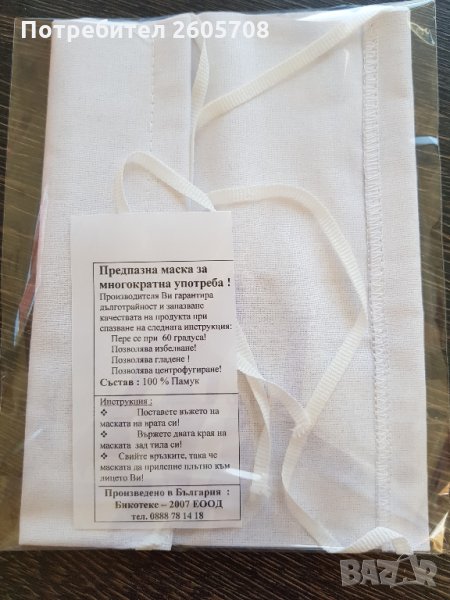 Потребител 2605708
Предпазна маска за
многократна употреба !
Производителя Ви гарантира
дълготрайност и запазване
качествата на продукта при
спазване на следната инструкция:
Пере се при 60 градуса!
Позволява избелване!
Позволява гладене !
Позволява центрофугиране!
Състав : 100 % Памук
Инструкция :
❖ Поставете въжето на
маската на врата си!
❖ Вържете двата края на
маската зад тила си!
❖ Свийте връзките, така че
маската да прилепне плътно към
лицето Ви!
Произведено в България :
Бикотекс – 2007 ЕООД
тел. 0888 78 14 18
BAZAR